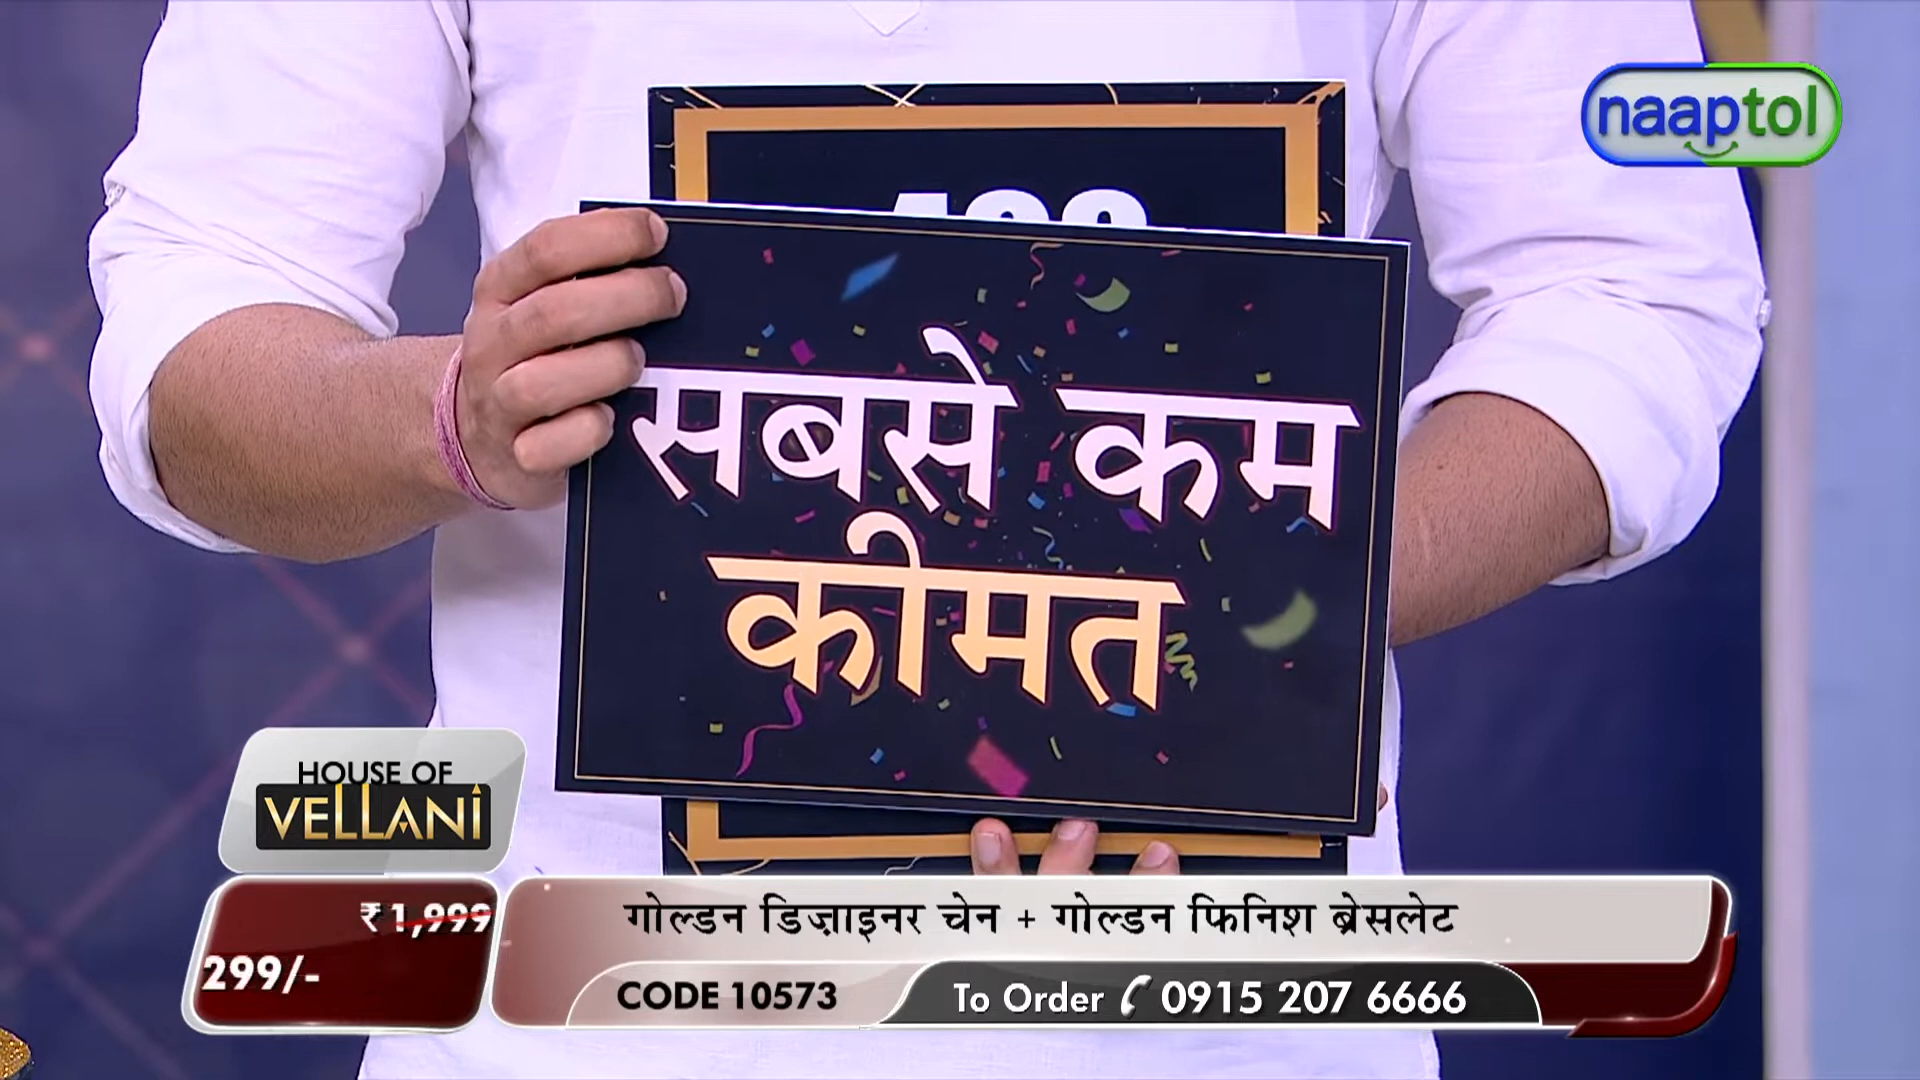 naaptol
सबसे कम
कीमत
HOUSE OF
VELLANI
₹ 1,999
299/-
गोल्डन डिज़ाइनर चेन + गोल्डन फिनिश ब्रेसलेट
CODE 10573
To Order 0915 207 6666